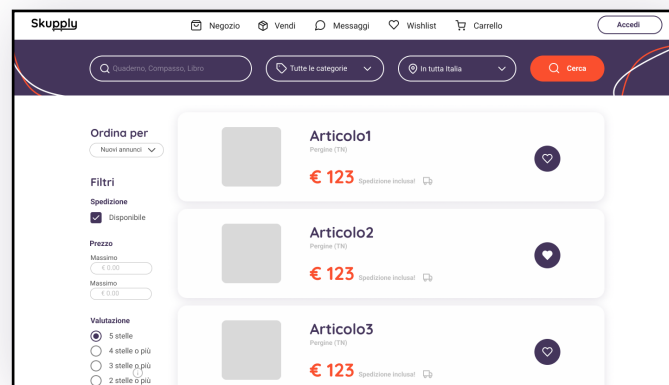 Skupply
Negozio Vendi Messaggi Wishlist Carrello Accedi
Quaderno, Compasso, Libro Tutte le categorie In tutta Italia Cerca
Ordina per
Nuovi annunci
Filtri
Spedizione
Disponibile
Prezzo
Massimo
€ 0.00
Massimo
€ 0.00
Valutazione
5 stelle
4 stelle o più
3 stelle o più
2 stelle o più
Articolo1
Pergine (TN)
€ 123 Spedizione inclusa!
Articolo2
Pergine (TN)
€ 123 Spedizione inclusa!
Articolo3
Pergine (TN)
€ 123 Spedizione inclusa!